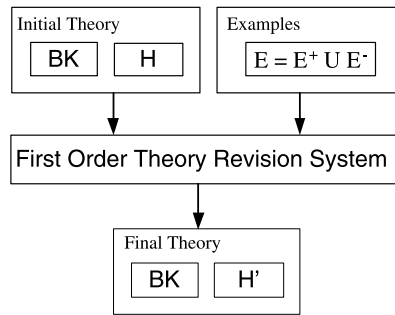 Initial Theory
BK H
Examples
E = E+ U E-
First Order Theory Revision System
Final Theory
BK H'